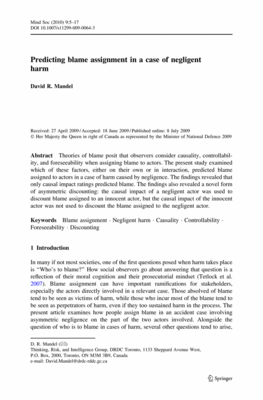 Mind Soc (2010) 9:5–17
DOI 10.1007/s11299-009-0064-3
Predicting blame assignment in a case of negligent
harm
David R. Mandel
Received: 27 April 2009 / Accepted: 18 June 2009 / Published online: 4 July 2009
© Her Majesty the Queen in right of Canada as represented by the Minister of National Defence 2009
Abstract Theories of blame posit that observers consider causality, controllabil-
ity, and foreseeability when assigning blame to actors. The present study examined
which of these factors, either on their own or in interaction, predicted blame
assigned to actors in a case of harm caused by negligence. The findings revealed that
only causal impact ratings predicted blame. The findings also revealed a novel form
of asymmetric discounting: the causal impact of a negligent actor was used to
discount blame assigned to an innocent actor, but the causal impact of the innocent
actor was not used to discount the blame assigned to the negligent actor.
Keywords Blame assignment · Negligent harm · Causality · Controllability ·
Foreseeability · Discounting
1 Introduction
In many if not most societies, one of the first questions posed when harm takes place
is "Who's to blame?" How social observers go about answering that question is a
reflection of their moral cognition and their prosecutorial mindset (Tetlock et al.
2007). Blame assignment can have important ramifications for stakeholders,
especially the actors directly involved in a relevant case. Those absolved of blame
tend to be seen as victims of harm, while those who incur most of the blame tend to
be seen as perpetrators of harm, even if they too sustained harm in the process. The
present article examines how people assign blame in an accident case involving
asymmetric negligence on the part of the two actors involved. Alongside the
question of who is to blame in cases of harm, several other questions tend to arise,
D. R. Mandel
Thinking, Risk, and Intelligence Group, DRDC Toronto, 1133 Sheppard Avenue West,
P.O. Box, 2000, Toronto, ON M3M 3B9, Canada
e-mail: David.Mandel@drdc-rddc.gc.ca
Springer